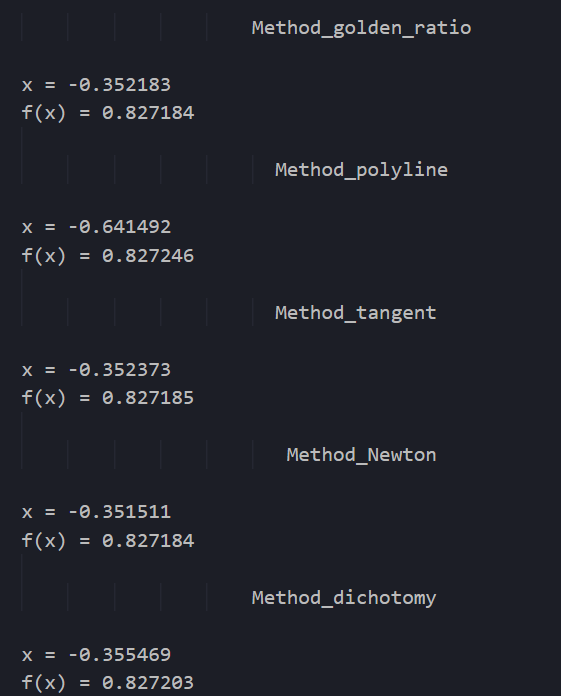 Method_golden_ratio
x = -0.352183
f(x) = 0.827184
Method_polyline
x = -0.641492
f(x) = 0.827246
Method_tangent
x = -0.352373
f(x) = 0.827185
Method_Newton
x = -0.351511
f(x) = 0.827184
Method_dichotomy
x = -0.355469
f(x) = 0.827203